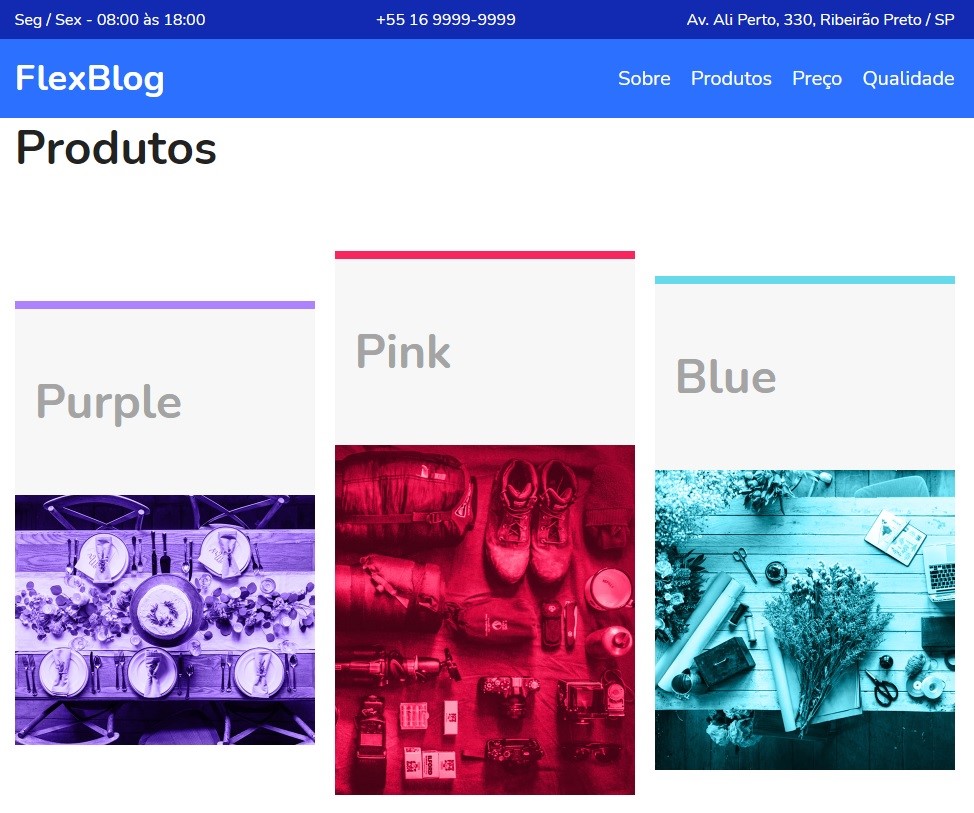 Seg / Sex - 08:00 às 18:00
+55 16 9999-9999
Av. Ali Perto, 330, Ribeirão Preto / SP
FlexBlog
Sobre Produtos Preço Qualidade
Produtos
Purple
Pink
Blue